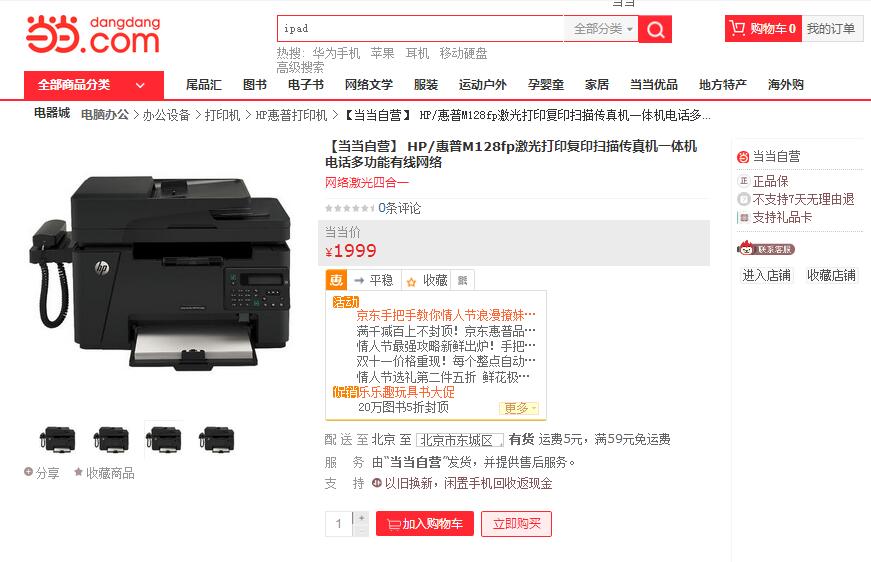 当当
当当 dangdang
.com
ipad
全部分类
购物车 0
我的订单
热搜: 华为手机 苹果 耳机 移动硬盘
高级搜索
全部商品分类
尾品汇 图书 电子书 网络文学 服装 运动户外 孕婴童 家居 当当优品 地方特产 海外购
电器城 电脑办公 > 办公设备 > 打印机 > HP惠普打印机 > 【当当自营】 HP/惠普M128fp激光打印复印扫描传真机一体机电话多...
【当当自营】 HP/惠普M128fp激光打印复印扫描传真机一体机
电话多功能有线网络
网络激光四合一
0条评论
当当价
¥1999
惠 平稳 收藏
活动
京东手把手教你情人节浪漫撩妹…
满千减百上不封顶！京东惠普品…
情人节最强攻略新鲜出炉！手把…
双十一价格重现！每个整点自动…
情人节选礼第二件五折 鲜花极…
促销 乐乐趣玩具书大促
20万图书5折封顶
更多
配 送 至 北京 至 北京市东城区 有货 运费5元，满59元免运费
服 务 由"当当自营"发货，并提供售后服务。
支 持 以旧换新，闲置手机回收返现金
1 + -
加入购物车
立即购买
hp
分享 收藏商品
当当自营
正 正品保
不支持7天无理由退
支持礼品卡
联系客服
进入店铺 收藏店铺